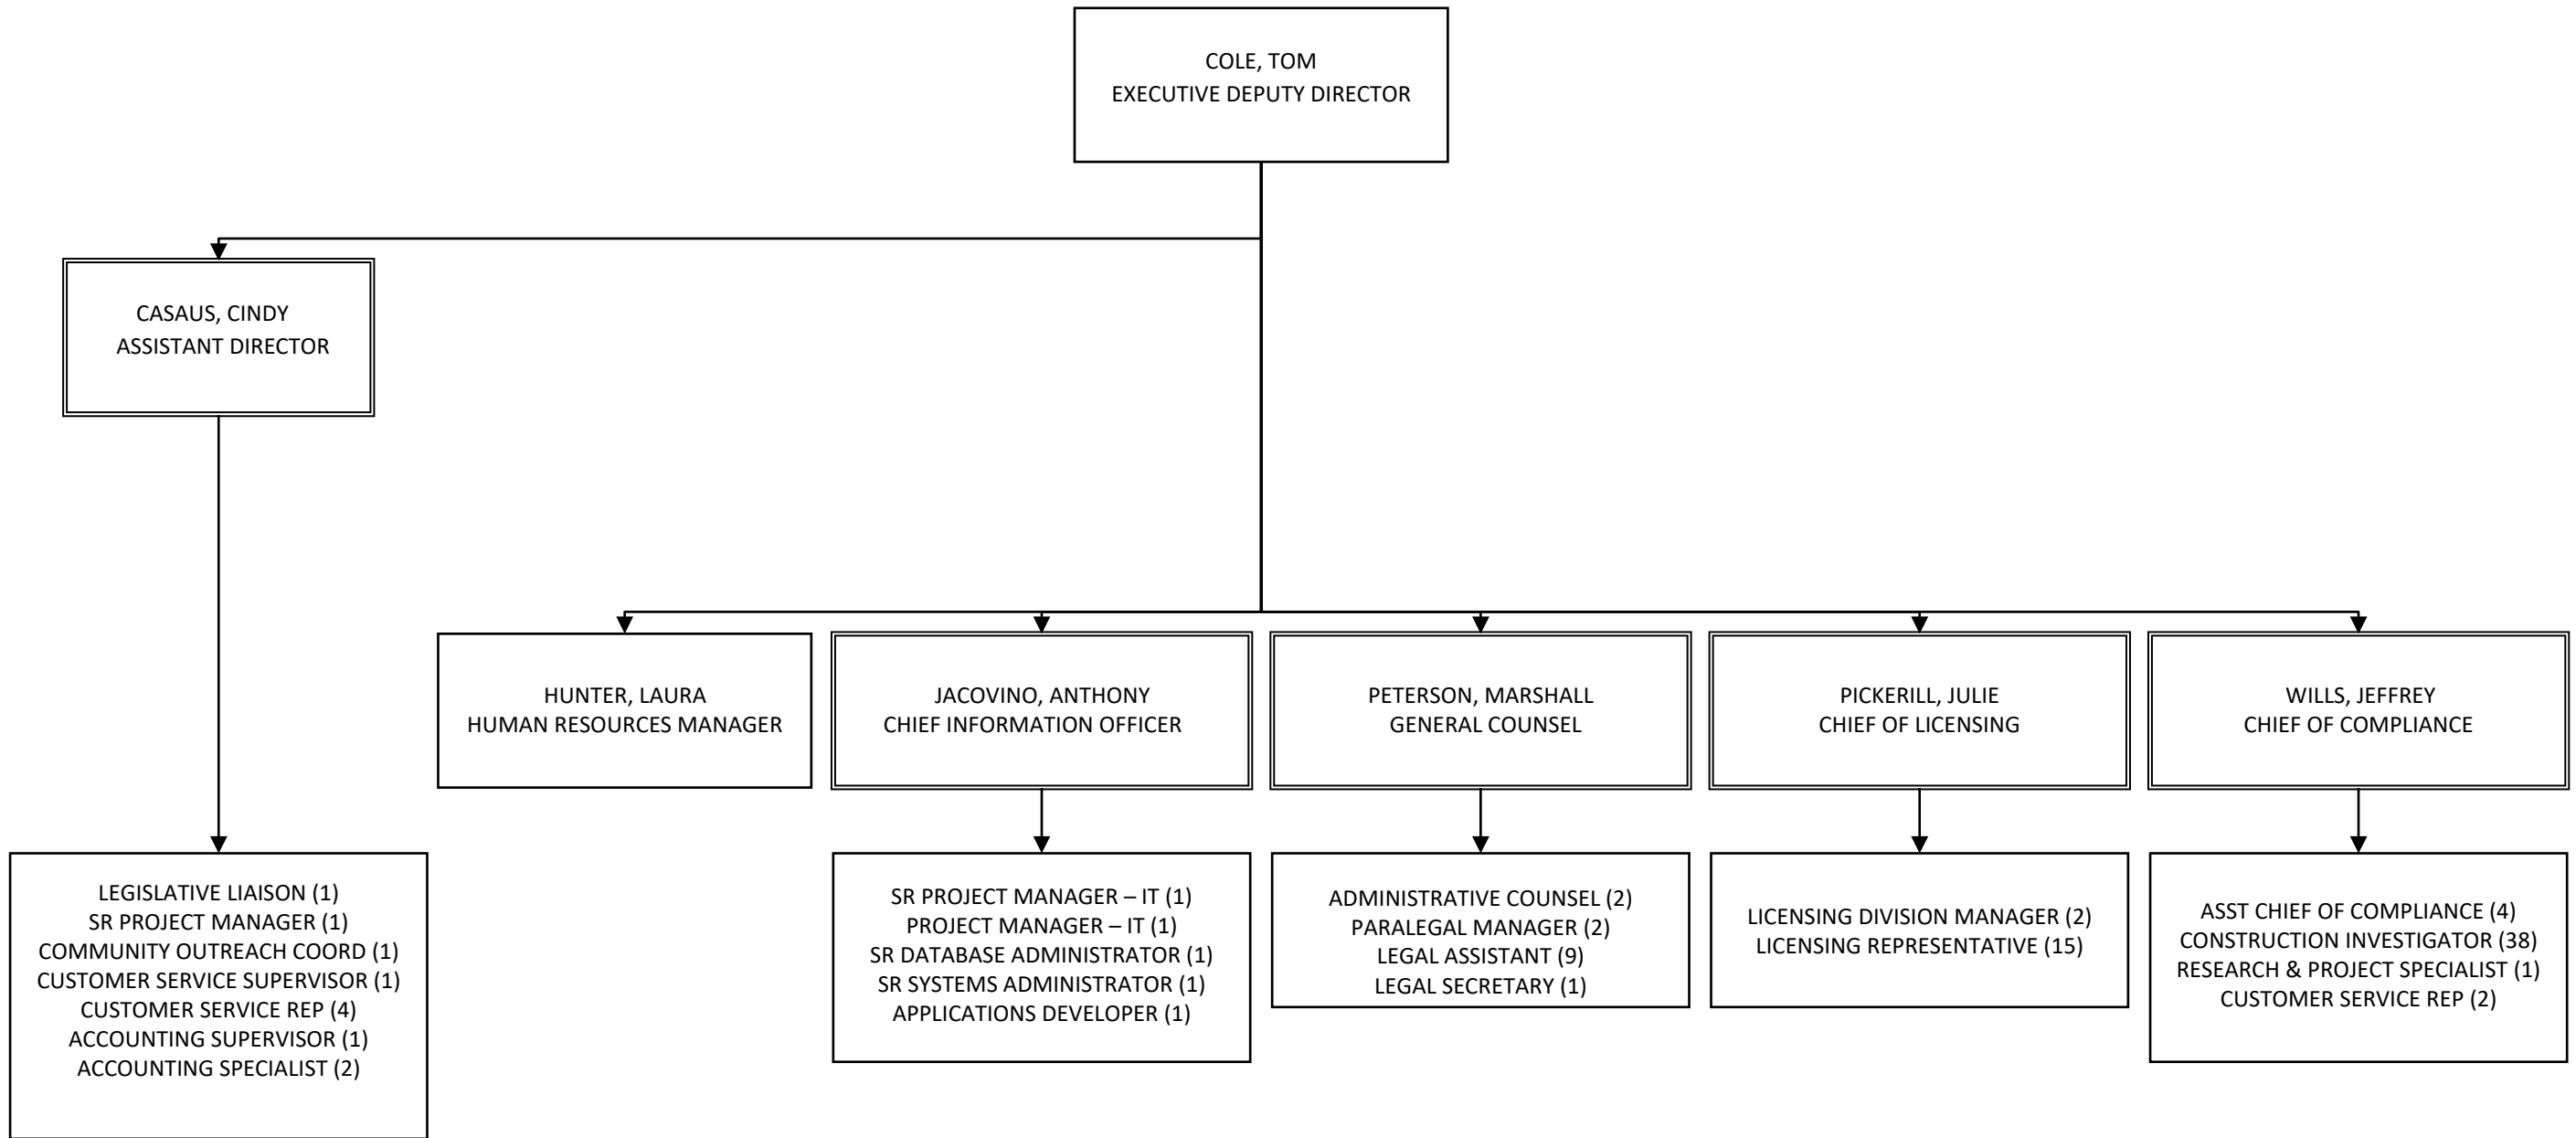 COLE, TOM
EXECUTIVE DEPUTY DIRECTOR
CASAUS, CINDY
ASSISTANT DIRECTOR
HUNTER, LAURA
HUMAN RESOURCES MANAGER
JACOVINO, ANTHONY
CHIEF INFORMATION OFFICER
PETERSON, MARSHALL
GENERAL COUNSEL
PICKERILL, JULIE
CHIEF OF LICENSING
WILLS, JEFFREY
CHIEF OF COMPLIANCE
LEGISLATIVE LIAISON (1)
SR PROJECT MANAGER (1)
COMMUNITY OUTREACH COORD (1)
CUSTOMER SERVICE SUPERVISOR (1)
CUSTOMER SERVICE REP (4)
ACCOUNTING SUPERVISOR (1)
ACCOUNTING SPECIALIST (2)
SR PROJECT MANAGER – IT (1)
PROJECT MANAGER – IT (1)
SR DATABASE ADMINISTRATOR (1)
SR SYSTEMS ADMINISTRATOR (1)
APPLICATIONS DEVELOPER (1)
ADMINISTRATIVE COUNSEL (2)
PARALEGAL MANAGER (2)
LEGAL ASSISTANT (9)
LEGAL SECRETARY (1)
LICENSING DIVISION MANAGER (2)
LICENSING REPRESENTATIVE (15)
ASST CHIEF OF COMPLIANCE (4)
CONSTRUCTION INVESTIGATOR (38)
RESEARCH & PROJECT SPECIALIST (1)
CUSTOMER SERVICE REP (2)